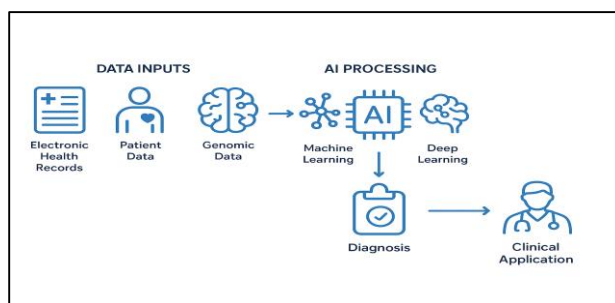 DATA INPUTS
AI PROCESSING
Electronic
Health
Records
Patient
Data
Genomic
Data
Machine
Learning
AI
Deep
Learning
Diagnosis
Clinical
Application